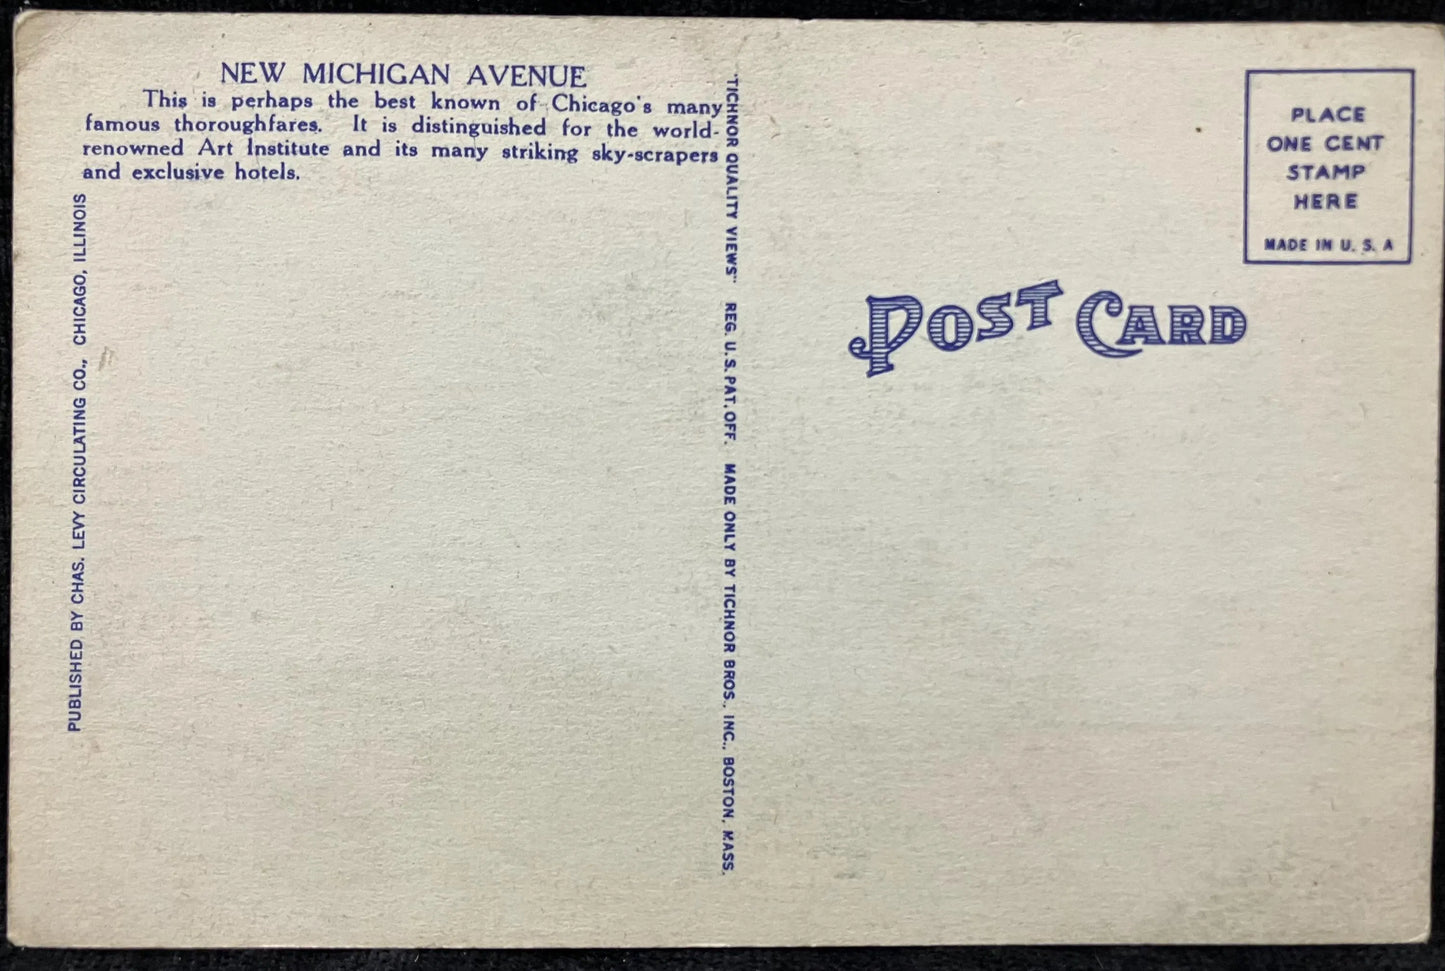 NEW MICHIGAN AVENUE
This is perhaps the best known of Chicago's many
famous thoroughfares. It is distinguished for the world-
renowned Art Institute and its many striking sky-scrapers
and exclusive hotels.
PUBLISHED BY CHAS. LEVY CIRCULATING CO., CHICAGO, ILLINOIS
"TICHNOR QUALITY VIEWS" REG. U.S. PAT. OFF. MADE ONLY BY TICHNOR BROS., INC., BOSTON, MASS.
POST CARD
PLACE
ONE CENT
STAMP
HERE
MADE IN U. S. A